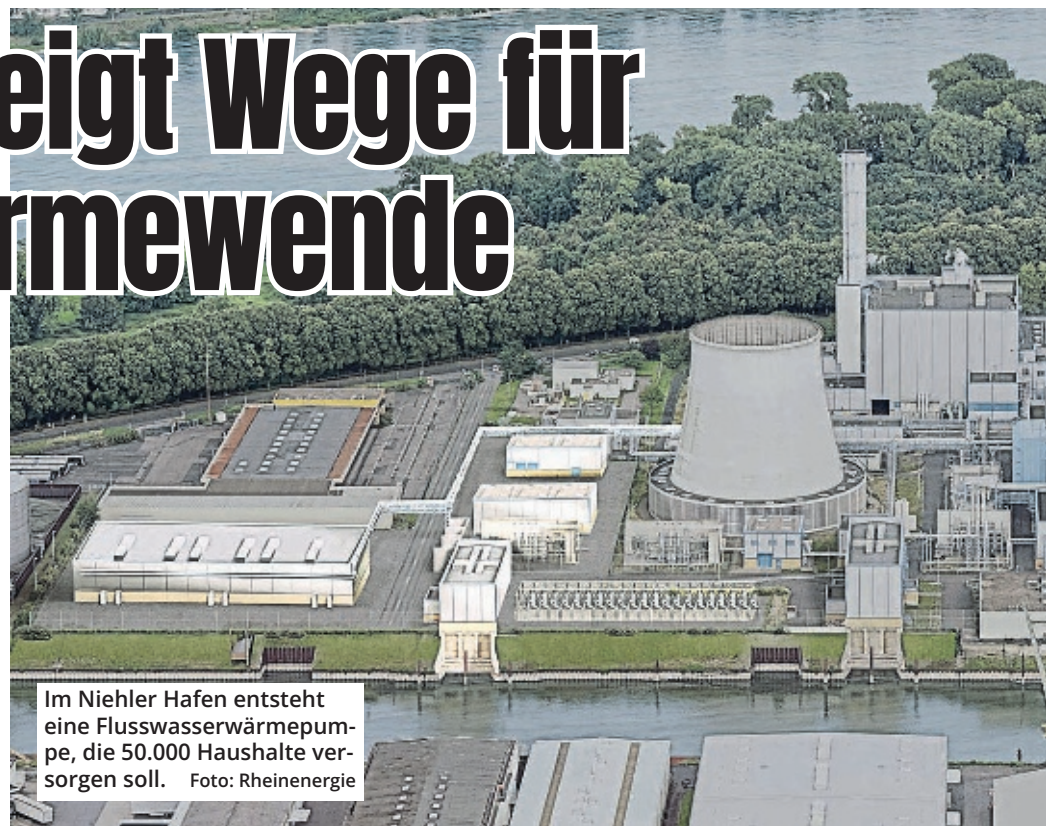 eigt Wege für
rmewende
Im Niehler Hafen entsteht
eine Flusswasserwärmepum-
pe, die 50.000 Haushalte ver-
sorgen soll. Foto: Rheinenergie